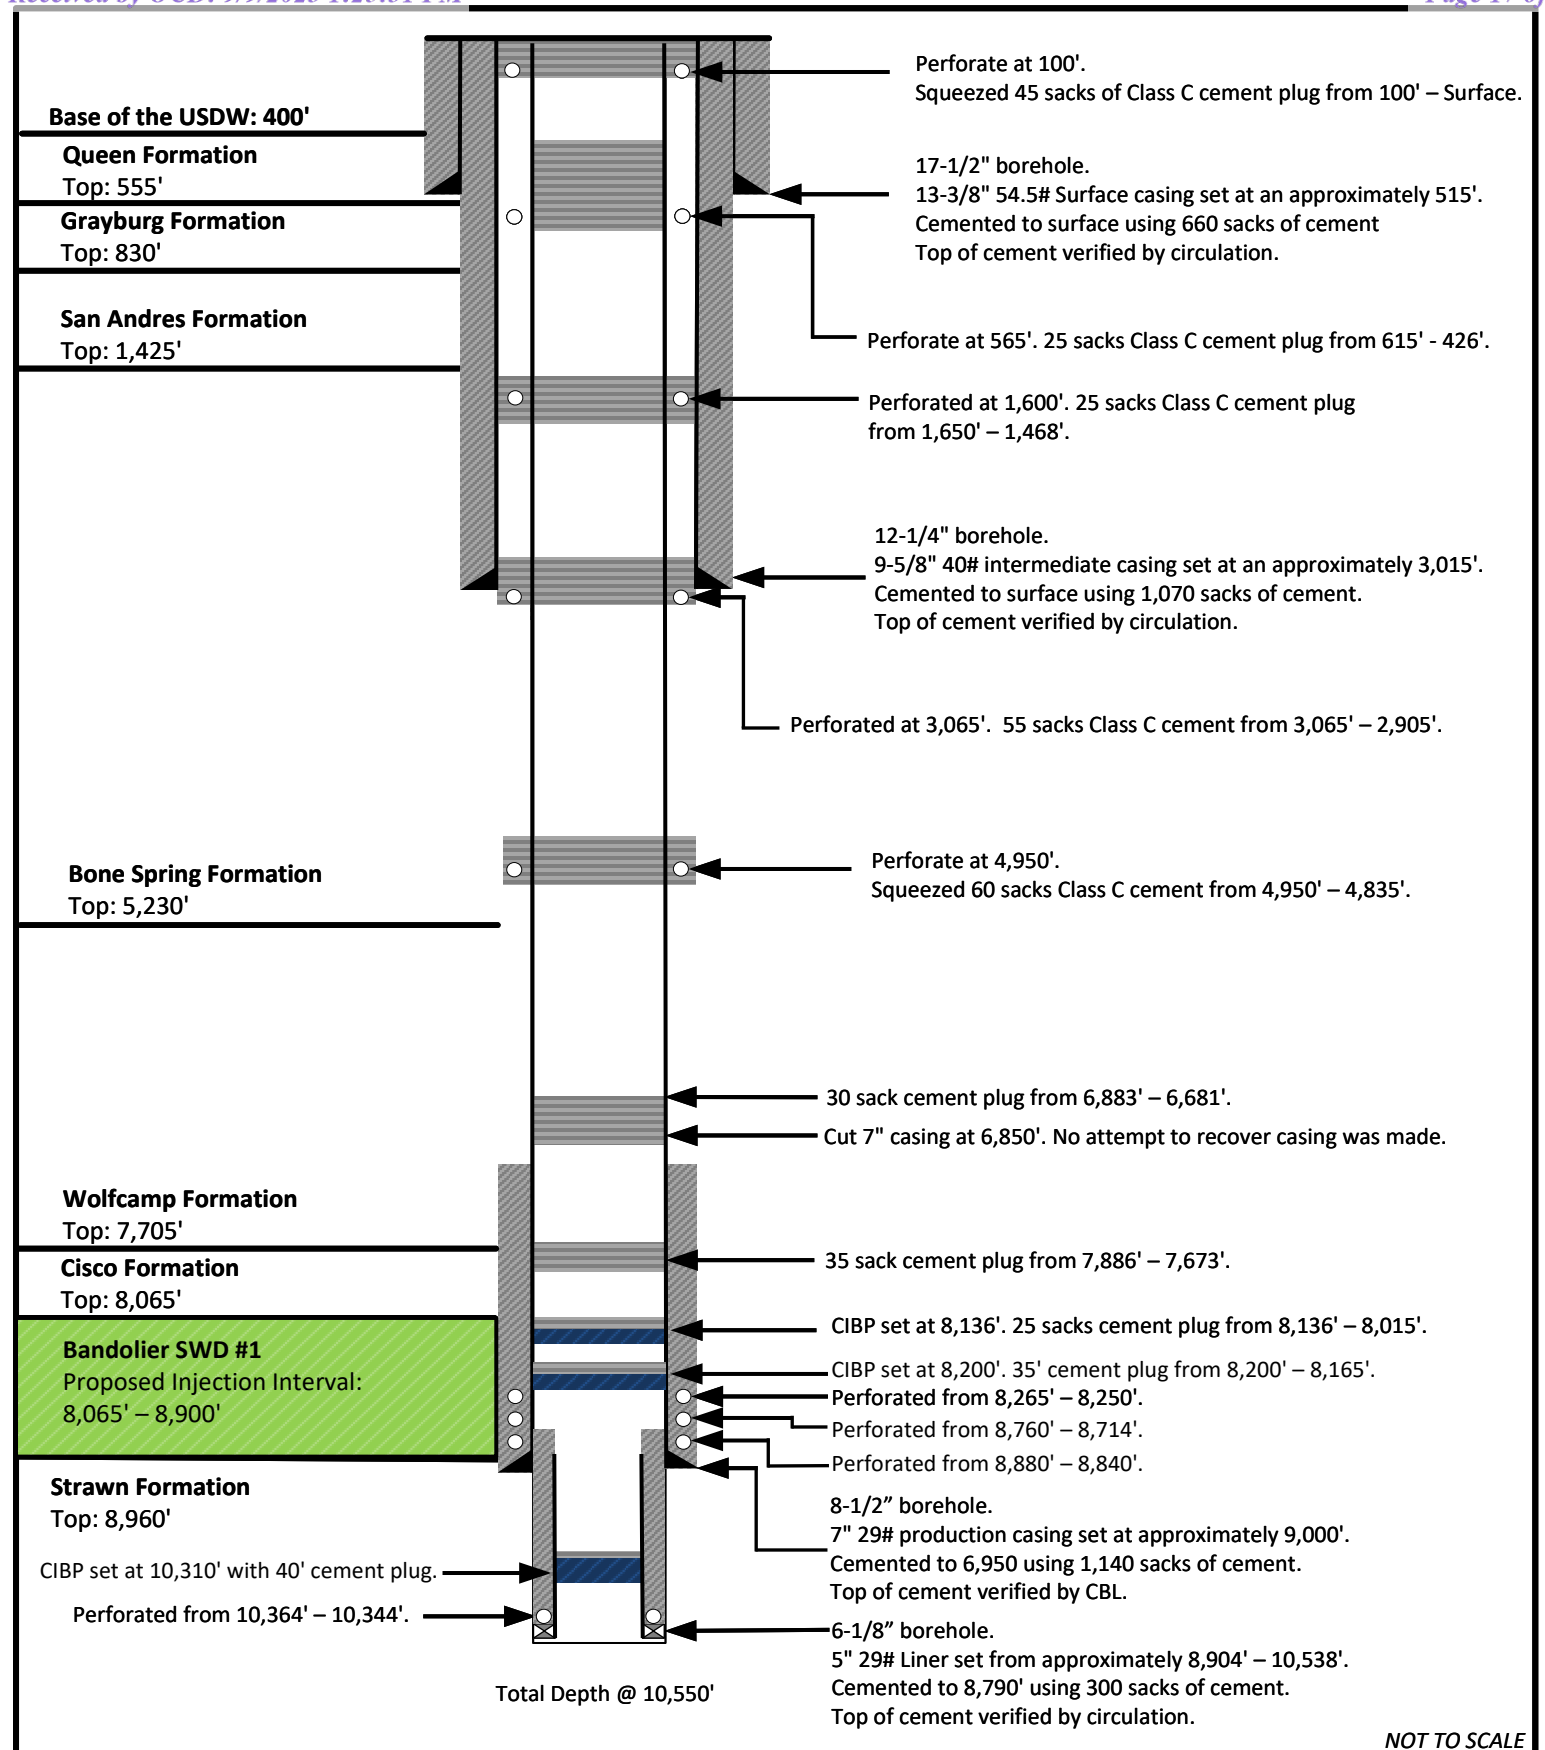 Base of the USDW: 400'
Queen Formation
Top: 555'
Grayburg Formation
Top: 830'
San Andres Formation
Top: 1,425'
Bone Spring Formation
Top: 5,230'
Wolfcamp Formation
Top: 7,705'
Cisco Formation
Top: 8,065'
Bandolier SWD #1
Proposed Injection Interval:
8,065' – 8,900'
Strawn Formation
Top: 8,960'
CIBP set at 10,310' with 40' cement plug.
Perforated from 10,364' – 10,344'.
Total Depth @ 10,550'
Perforate at 100'.
Squeezed 45 sacks of Class C cement plug from 100' – Surface.
17-1/2" borehole.
13-3/8" 54.5# Surface casing set at an approximately 515'.
Cemented to surface using 660 sacks of cement
Top of cement verified by circulation.
Perforate at 565'. 25 sacks Class C cement plug from 615' - 426'.
Perforated at 1,600'. 25 sacks Class C cement plug
from 1,650' – 1,468'.
12-1/4" borehole.
9-5/8" 40# intermediate casing set at an approximately 3,015'.
Cemented to surface using 1,070 sacks of cement.
Top of cement verified by circulation.
Perforated at 3,065'. 55 sacks Class C cement from 3,065' – 2,905'.
Perforate at 4,950'.
Squeezed 60 sacks Class C cement from 4,950' – 4,835'.
30 sack cement plug from 6,883' – 6,681'.
Cut 7" casing at 6,850'. No attempt to recover casing was made.
35 sack cement plug from 7,886' – 7,673'.
CIBP set at 8,136'. 25 sacks cement plug from 8,136' – 8,015'.
CIBP set at 8,200'. 35' cement plug from 8,200' – 8,165'.
Perforated from 8,265' – 8,250'.
Perforated from 8,760' – 8,714'.
Perforated from 8,880' – 8,840'.
8-1/2” borehole.
7" 29# production casing set at approximately 9,000'.
Cemented to 6,950 using 1,140 sacks of cement.
Top of cement verified by CBL.
6-1/8” borehole.
5" 29# Liner set from approximately 8,904' – 10,538'.
Cemented to 8,790' using 300 sacks of cement.
Top of cement verified by circulation.
NOT TO SCALE